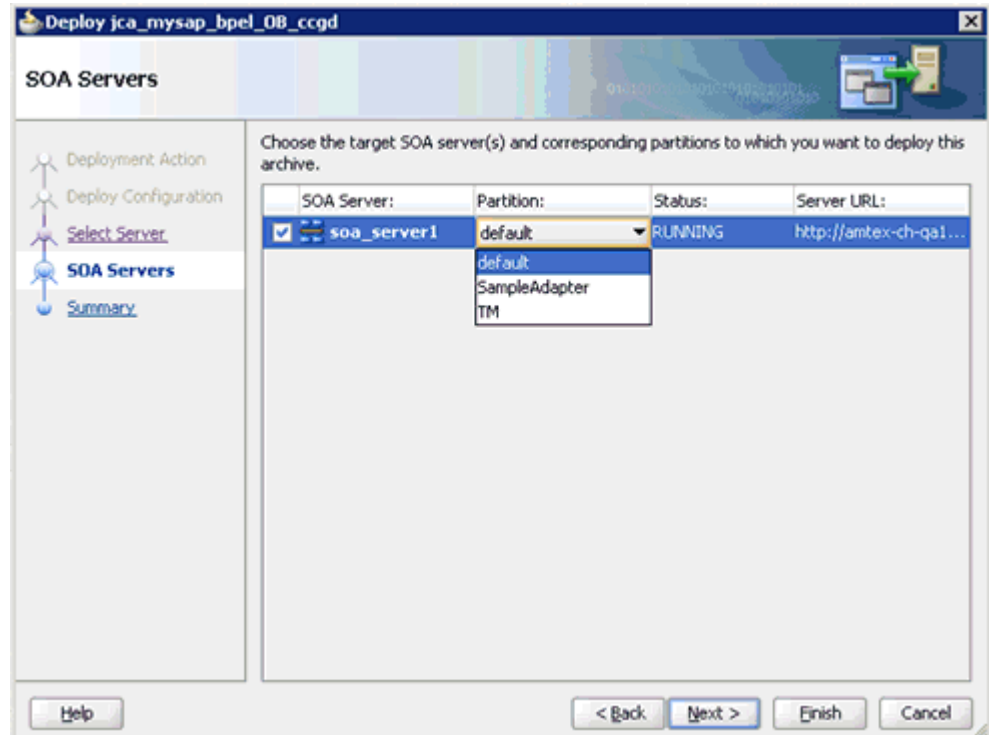 Deploy jca_mysap_bpel_08_ccgd
SOA Servers
Deployment Action
Deploy Configuration
Select Server
SOA Servers
Summary
Choose the target SOA server(s) and corresponding partitions to which you want to deploy this
archive.
SOA Server: Partition: Status: Server URL:
soa_server1 default RUNNING http://amtex-ch-qa1...
default
SampleAdapter
TM
Help < Back Next > Finish Cancel